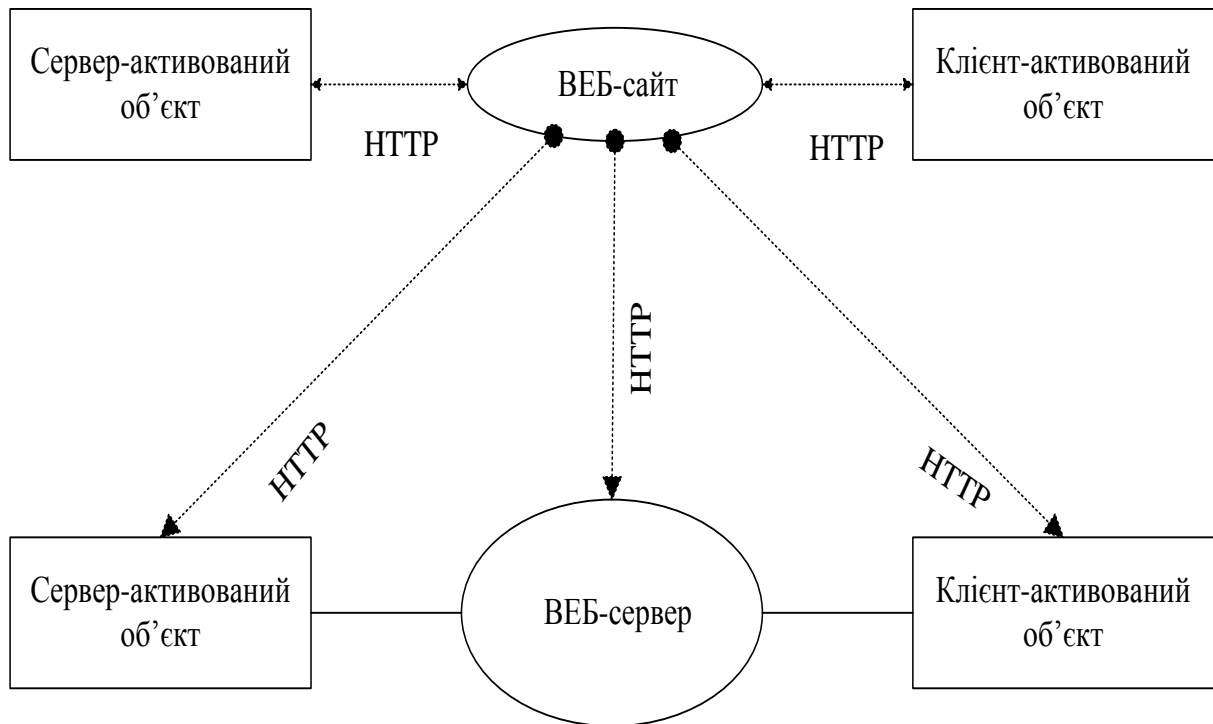 Сервер-активований
об’єкт
ВЕБ-сайт
Клієнт-активований
об’єкт
HTTP
HTTP
HTTP
HTTP
HTTP
Сервер-активований
об’єкт
ВЕБ-сервер
Клієнт-активований
об’єкт